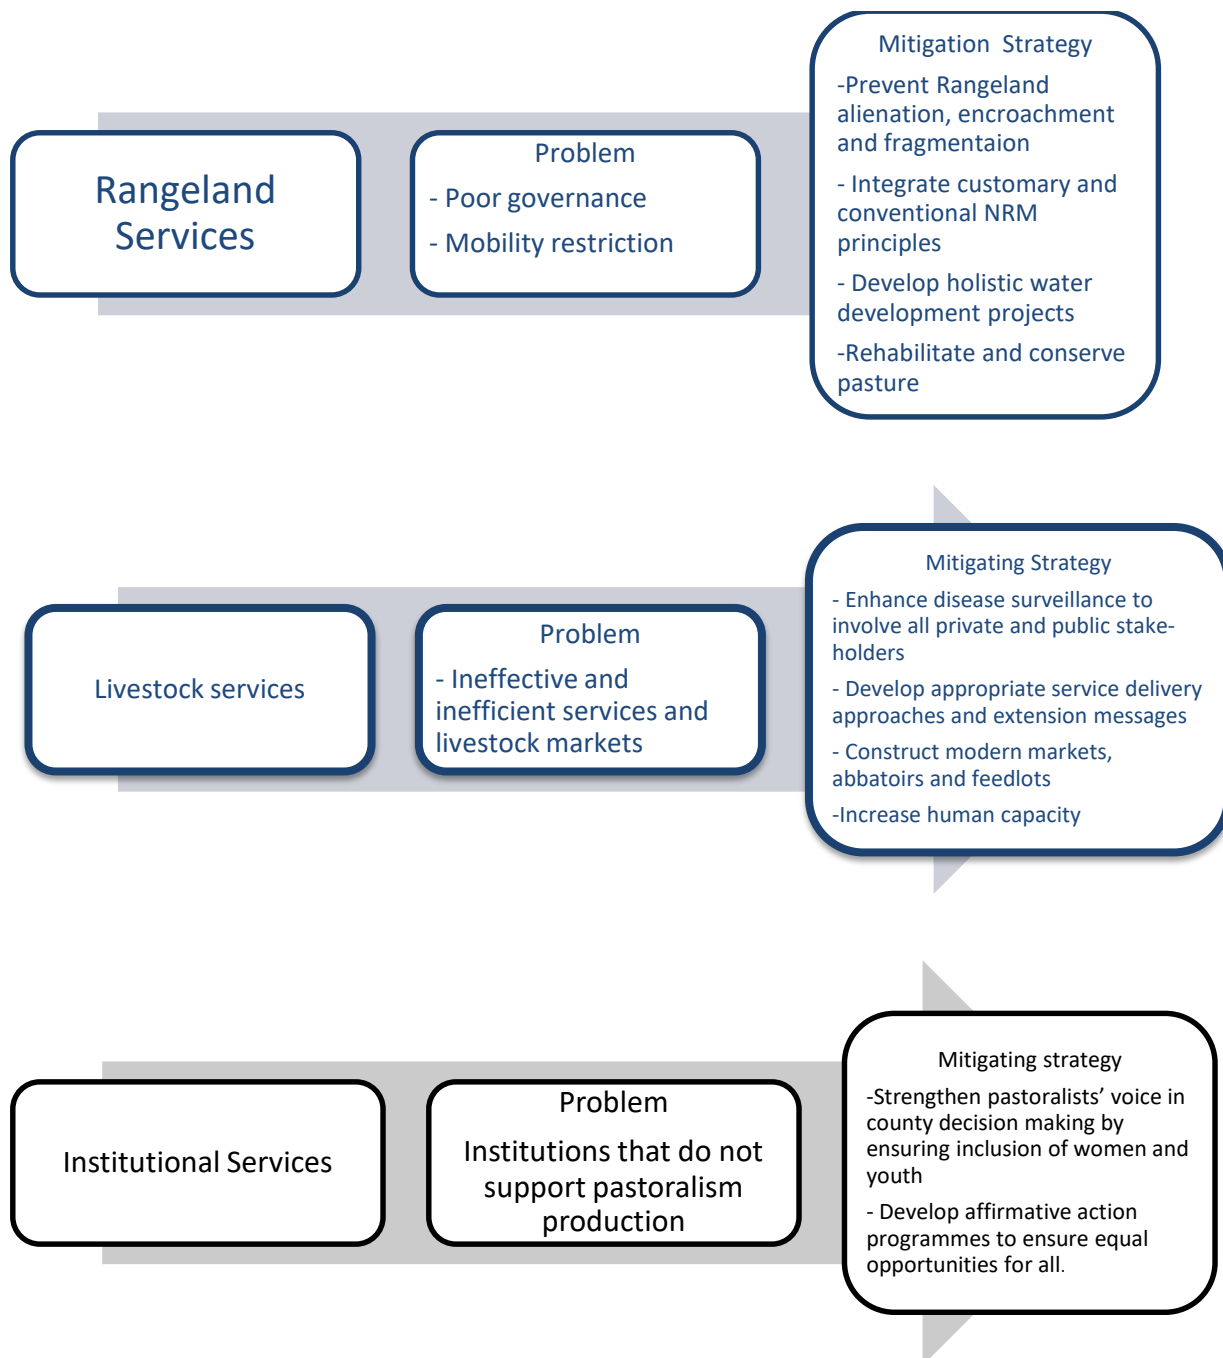 Rangeland
Services
Problem
- Poor governance
- Mobility restriction
Mitigation Strategy
-Prevent Rangeland
alienation, encroachment
and fragmentaion
- Integrate customary and
conventional NRM
principles
- Develop holistic water
development projects
-Rehabilitate and conserve
pasture
Livestock services
Problem
- Ineffective and
inefficient services and
livestock markets
Mitigating Strategy
- Enhance disease surveillance to
involve all private and public stake-
holders
- Develop appropriate service delivery
approaches and extension messages
- Construct modern markets,
abbatoirs and feedlots
-Increase human capacity
Institutional Services
Problem
Institutions that do not
support pastoralism
production
Mitigating strategy
-Strengthen pastoralists’ voice in
county decision making by
ensuring inclusion of women and
youth
- Develop affirmative action
programmes to ensure equal
opportunities for all.